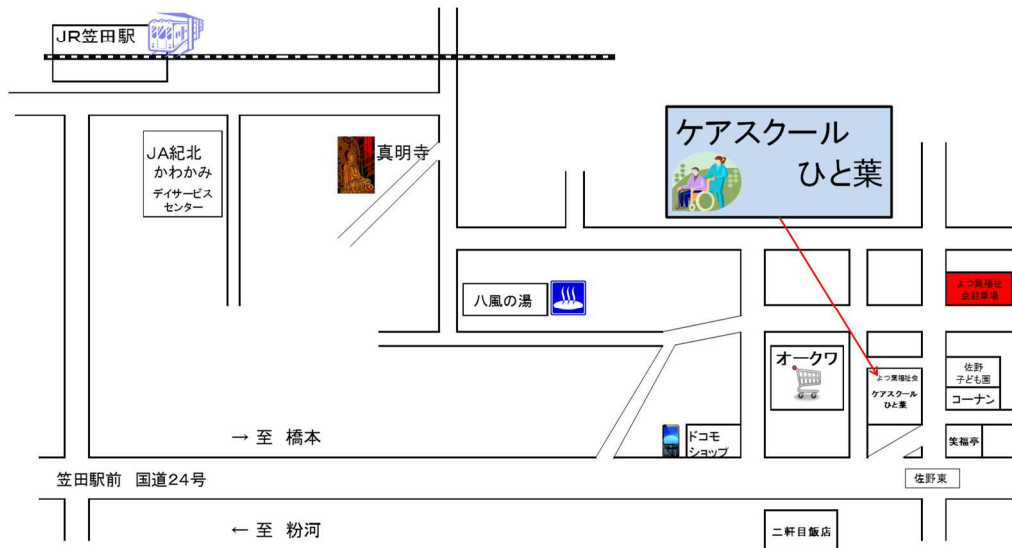 JR笠田駅
JA紀北
かわかみ
デイサービス
センター
真明寺
ケアスクール
ひと葉
八風の湯
よつ葉福祉
会駐車場
オークワ
よつ葉福祉会
ケアスクール
ひと葉
佐野
子ども園
コーナン
→ 至 橋本
ドコモ
ショップ
笑福亭
笠田駅前 国道24号
佐野東
← 至 粉河
二軒目飯店